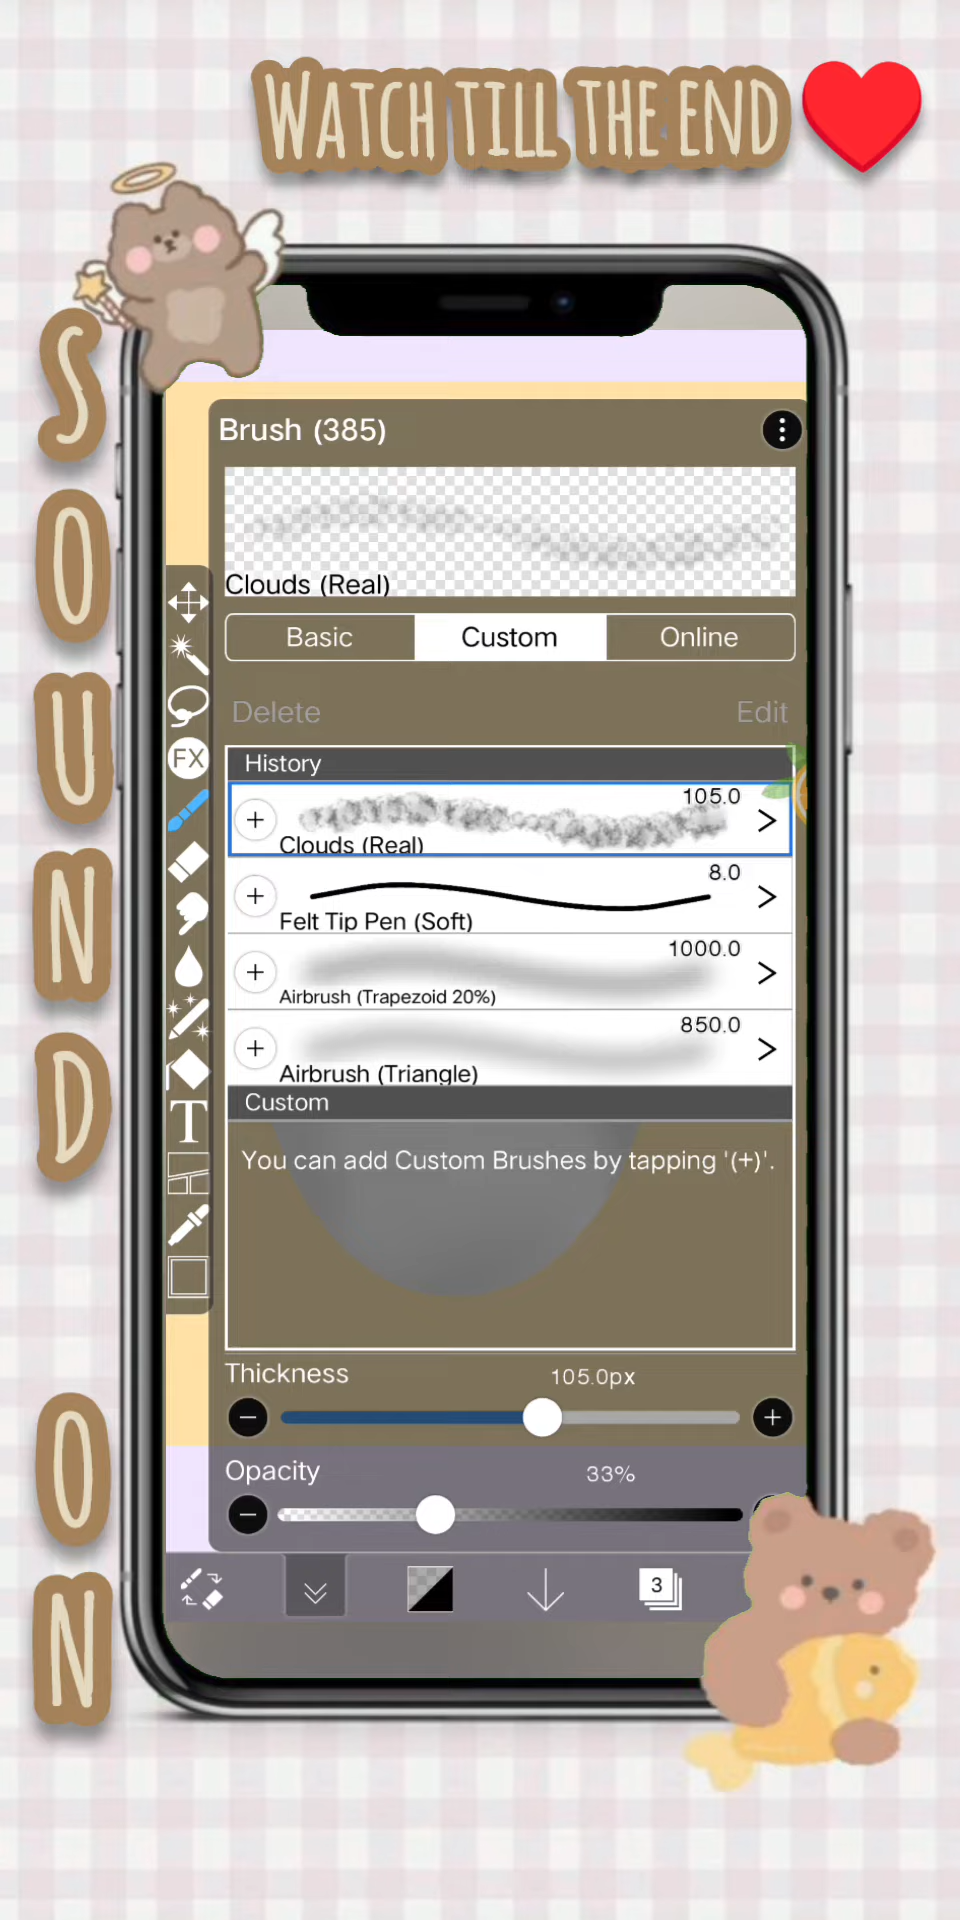 WATCH TILL THE END
SOUND
ON
Brush (385)
Clouds (Real)
Basic
Custom
Online
Delete
Edit
History
105.0
Clouds (Real)
8.0
Felt Tip Pen (Soft)
1000.0
Airbrush (Trapezoid 20%)
850.0
Airbrush (Triangle)
Custom
You can add Custom Brushes by tapping '(+)'.
FX
T
Thickness
105.0px
Opacity
33%
3